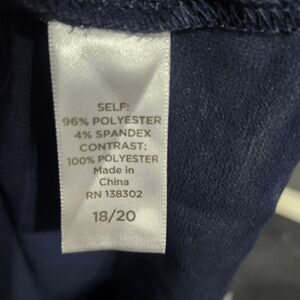 SELF:
96% POLYESTER
4% SPANDEX
CONTRAST:
100% POLYESTER
Made in
China
RN 138302
18/20